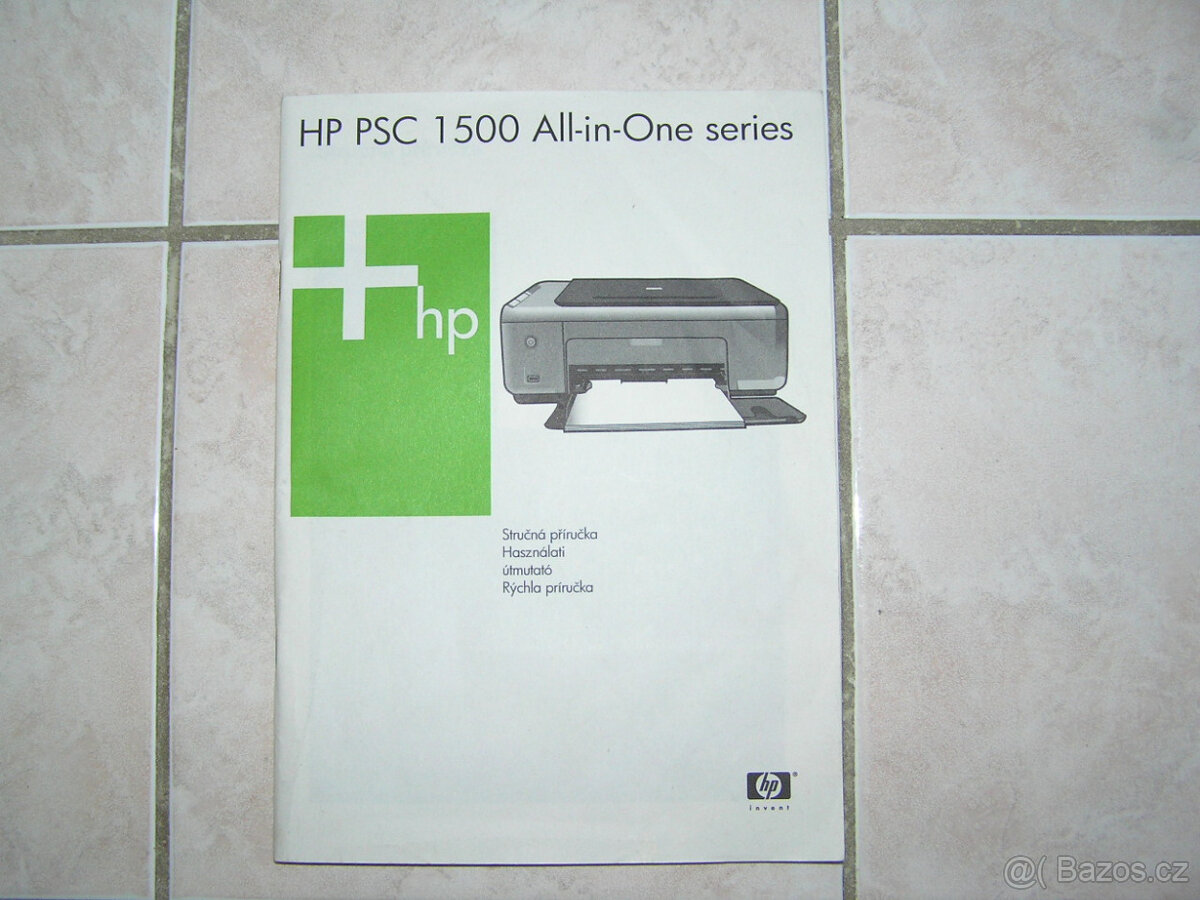 HP PSC 1500 All-in-One series
hp
Stručná příručka
Használati
útmutató
Rýchla príručka
hp
invent
@( Bazos.cz